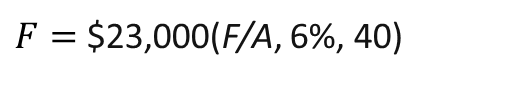 F = $23,000(F/A, 6%, 40)